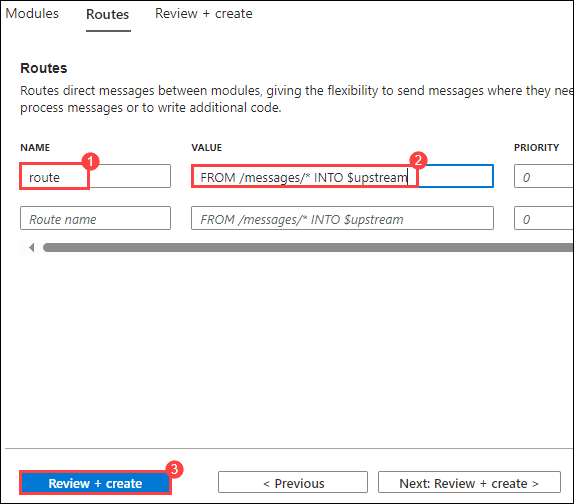 Modules Routes Review + create
Routes
Routes direct messages between modules, giving the flexibility to send messages where they nee
process messages or to write additional code.
NAME VALUE PRIORITY
1 2
route FROM /messages/* INTO $upstream 0
Route name FROM /messages/* INTO $upstream 0
3
Review + create < Previous Next: Review + create >